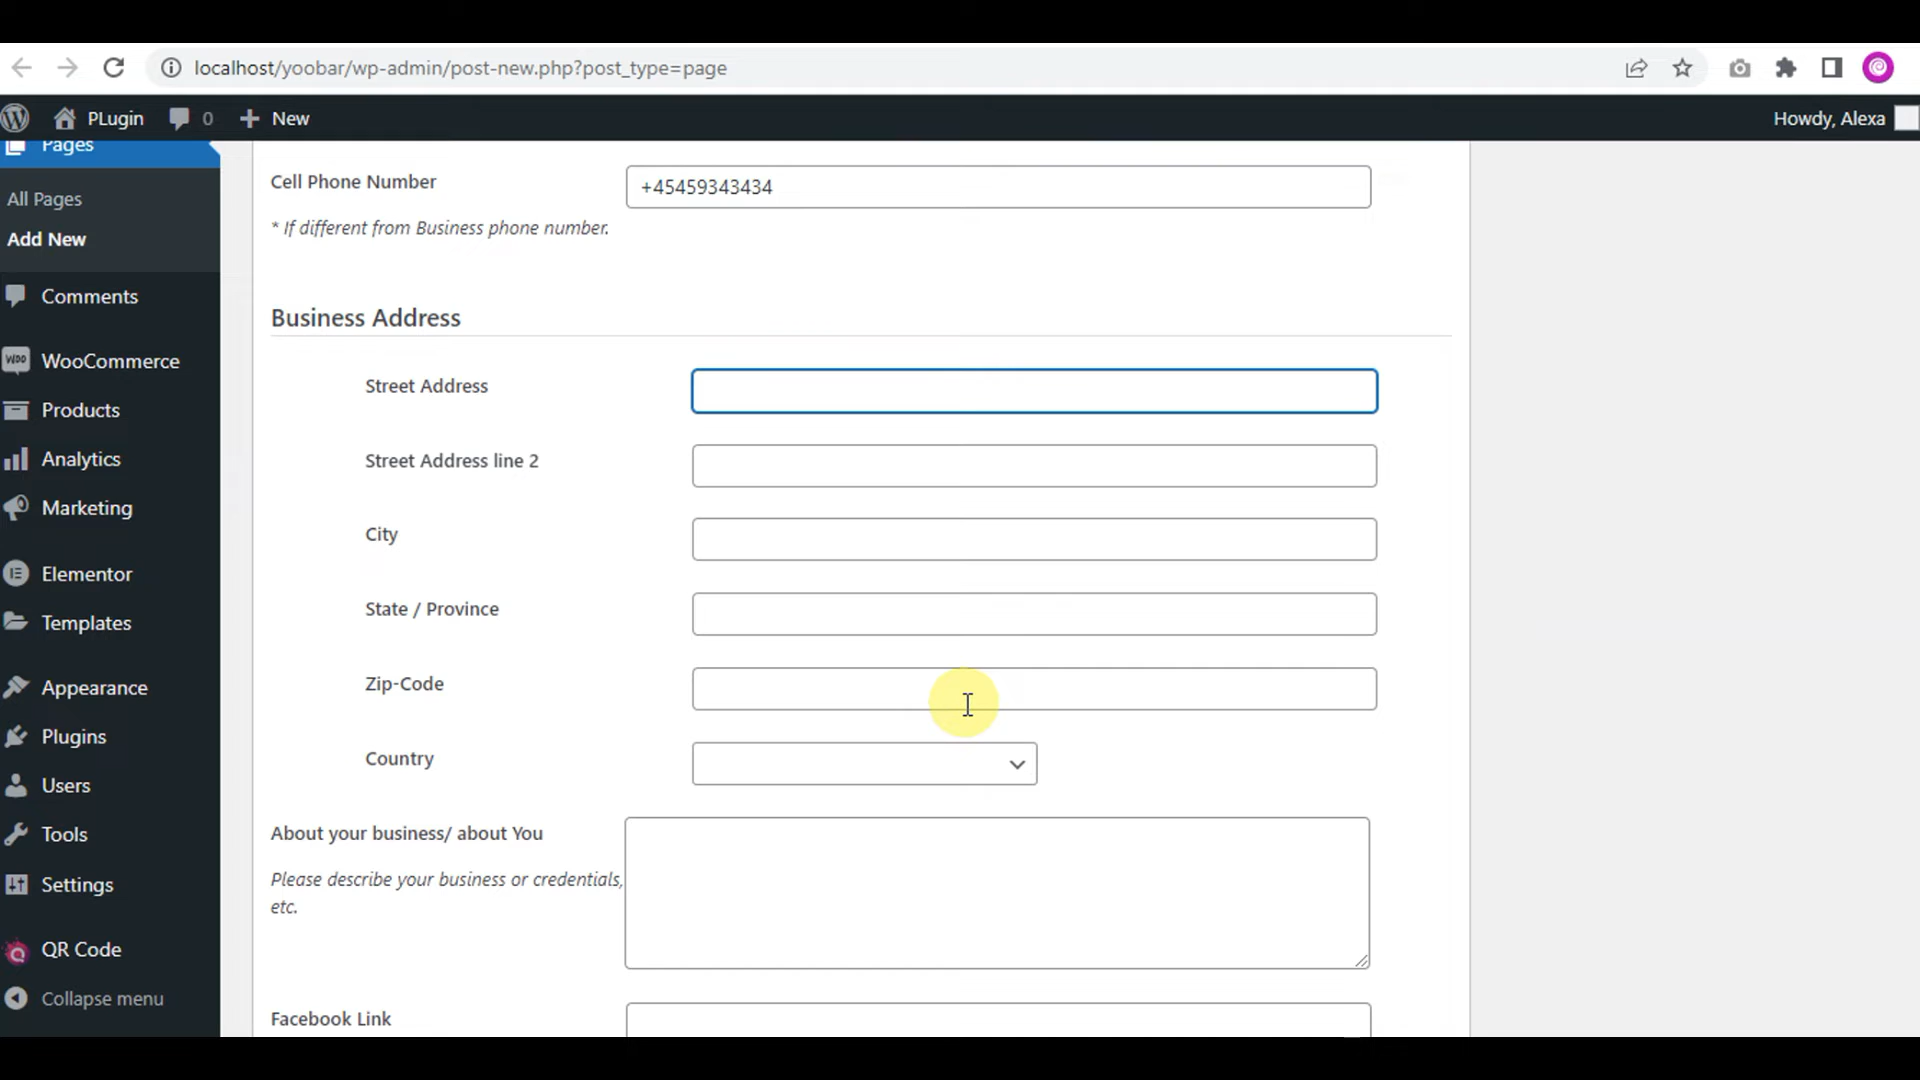 localhost/yoobar/wp-admin/post-new.php?post_type=page
PLugin 0 New Howdy, Alexa
Pages
All Pages
Add New
Comments
WOO WooCommerce
Products
Analytics
Marketing
Elementor
Templates
Appearance
Plugins
Users
Tools
Settings
QR Code
Collapse menu
Cell Phone Number +45459343434
* If different from Business phone number.
Business Address
Street Address
Street Address line 2
City
State / Province
Zip-Code
Country
About your business/ about You
Please describe your business or credentials,
etc.
Facebook Link